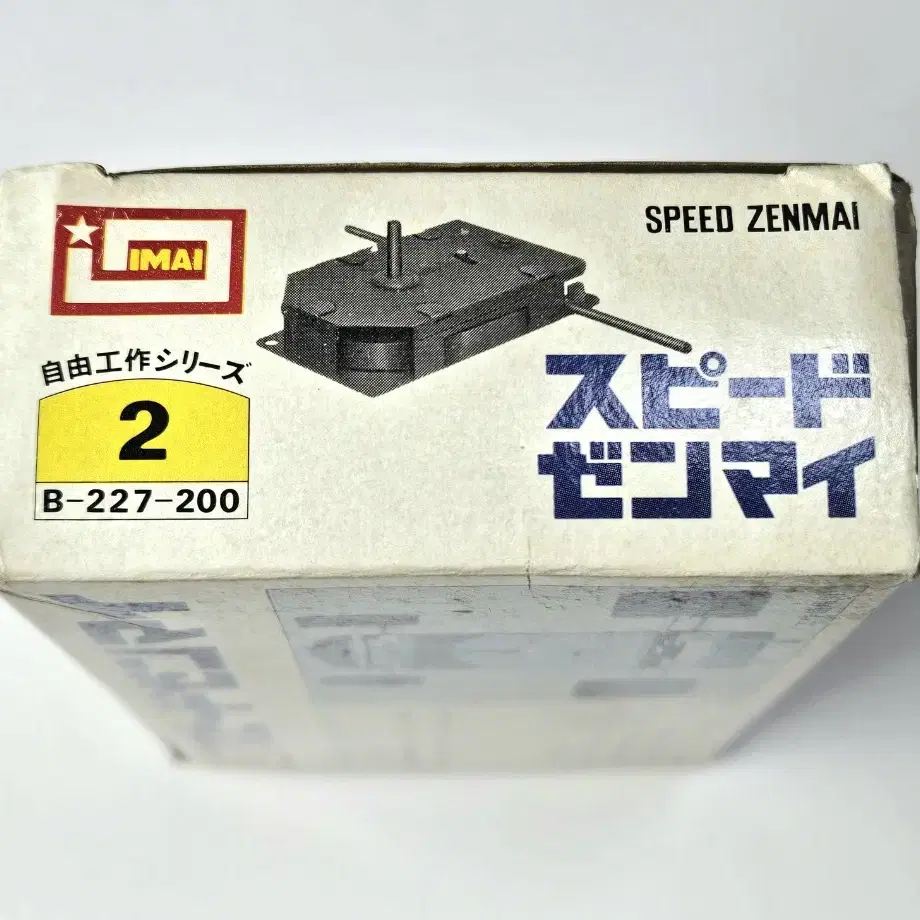 IMAI
自由工作シリーズ
2
B-227-200
SPEED ZENMAI
スピード
ゼンマイ